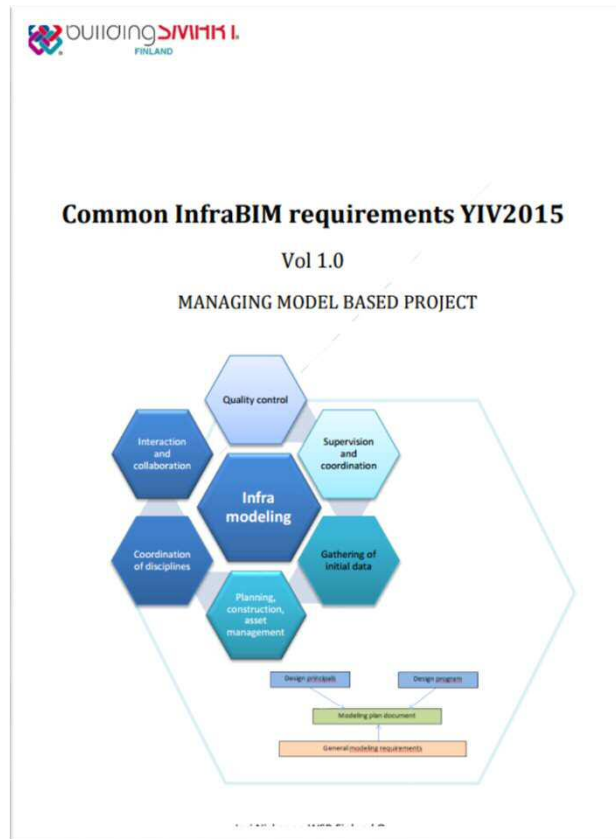 buildingSMART®
FINLAND
Common InfraBIM requirements YIV2015
Vol 1.0
MANAGING MODEL BASED PROJECT
Quality control
Interaction
and
collaboration
Supervision
and
coordination
Infra
modeling
Coordination
of disciplines
Gathering of
initial data
Planning,
construction,
asset
management
Design principals
Design program
Modeling plan document
General modeling requirements